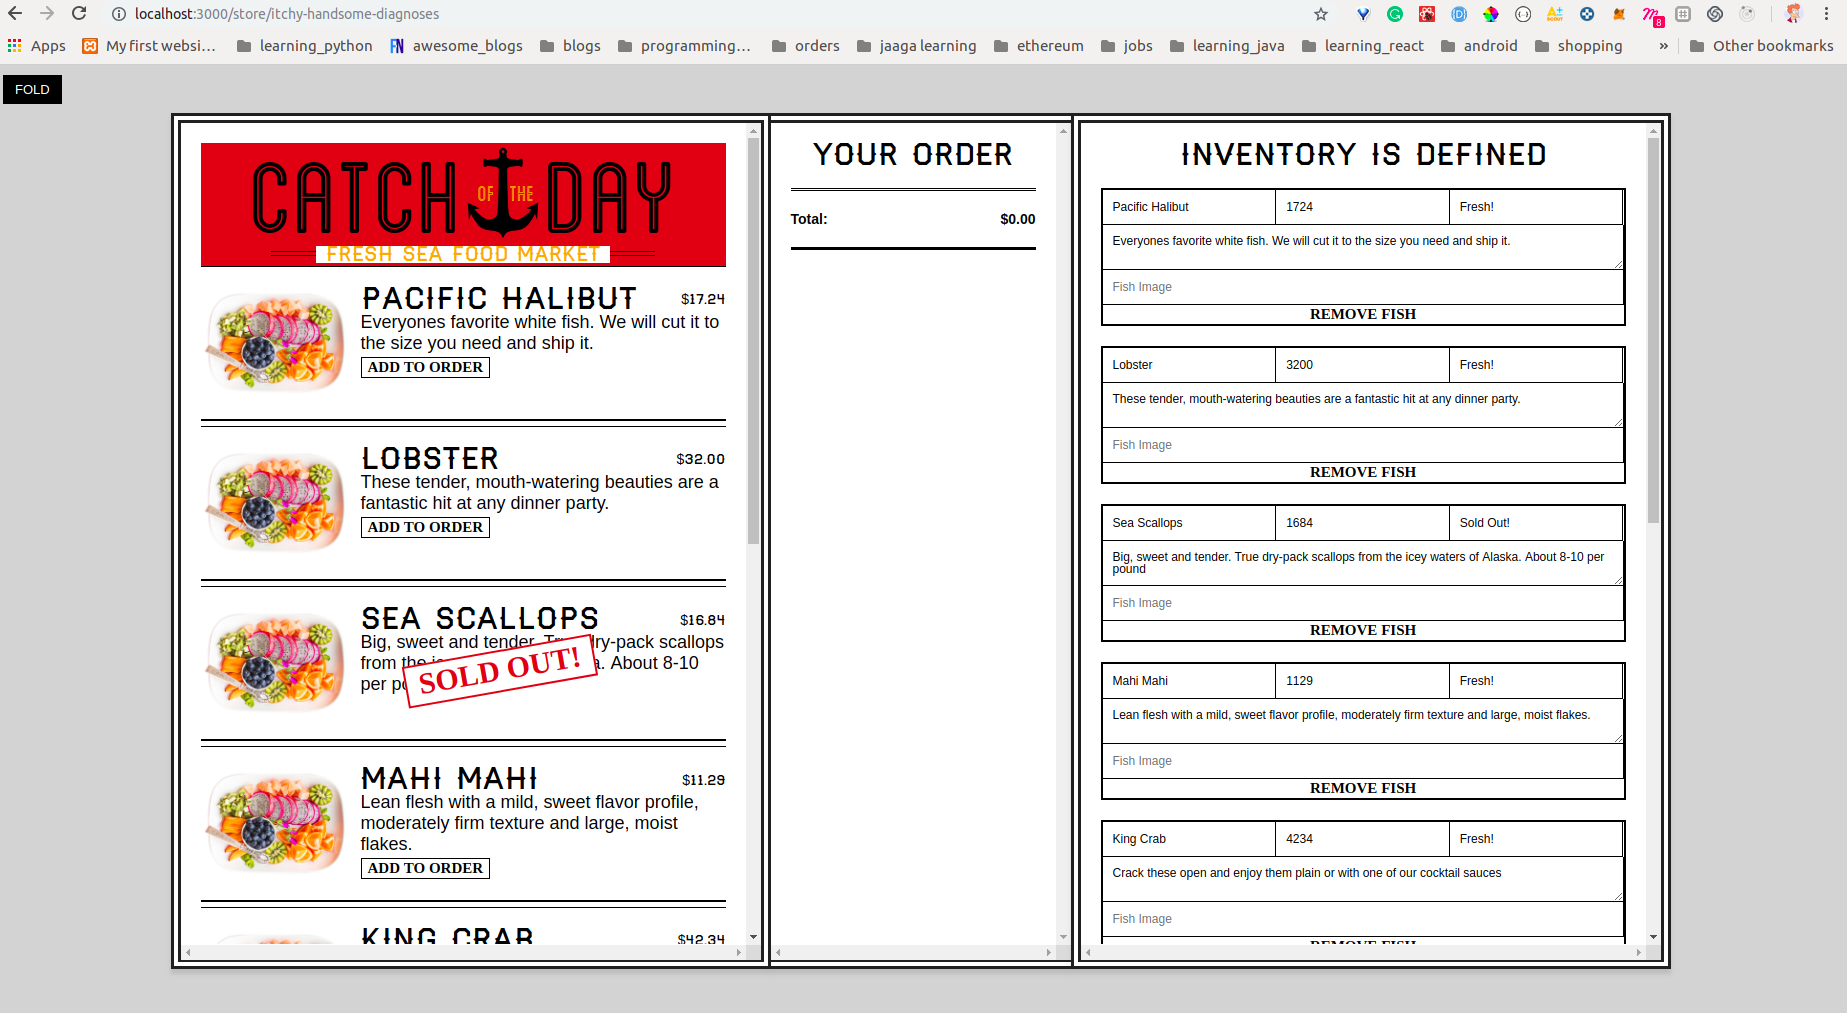 localhost:3000/store/itchy-handsome-diagnoses
8
Apps
My first websi...
learning_python
FN awesome_blogs
blogs
programming...
orders
jaaga learning
ethereum
jobs
learning_java
learning_react
android
shopping
»
Other bookmarks
FOLD
CATCH OF THE DAY
FRESH SEA FOOD MARKET
PACIFIC HALIBUT $17.24
Everyones favorite white fish. We will cut it to
the size you need and ship it.
ADD TO ORDER
LOBSTER $32.00
These tender, mouth-watering beauties are a
fantastic hit at any dinner party.
ADD TO ORDER
SEA SCALLOPS $16.84
Big, sweet and tender. True dry-pack scallops
from the a. About 8-10
per
SOLD OUT!
MAHI MAHI $11.29
Lean flesh with a mild, sweet flavor profile,
moderately firm texture and large, moist
flakes.
ADD TO ORDER
KING CRAB $42.34
YOUR ORDER
Total: $0.00
INVENTORY IS DEFINED
Pacific Halibut 1724 Fresh!
Everyones favorite white fish. We will cut it to the size you need and ship it.
Fish Image
REMOVE FISH
Lobster 3200 Fresh!
These tender, mouth-watering beauties are a fantastic hit at any dinner party.
Fish Image
REMOVE FISH
Sea Scallops 1684 Sold Out!
Big, sweet and tender. True dry-pack scallops from the icey waters of Alaska. About 8-10 per
pound
Fish Image
REMOVE FISH
Mahi Mahi 1129 Fresh!
Lean flesh with a mild, sweet flavor profile, moderately firm texture and large, moist flakes.
Fish Image
REMOVE FISH
King Crab 4234 Fresh!
Crack these open and enjoy them plain or with one of our cocktail sauces
Fish Image
REMOVE FISH